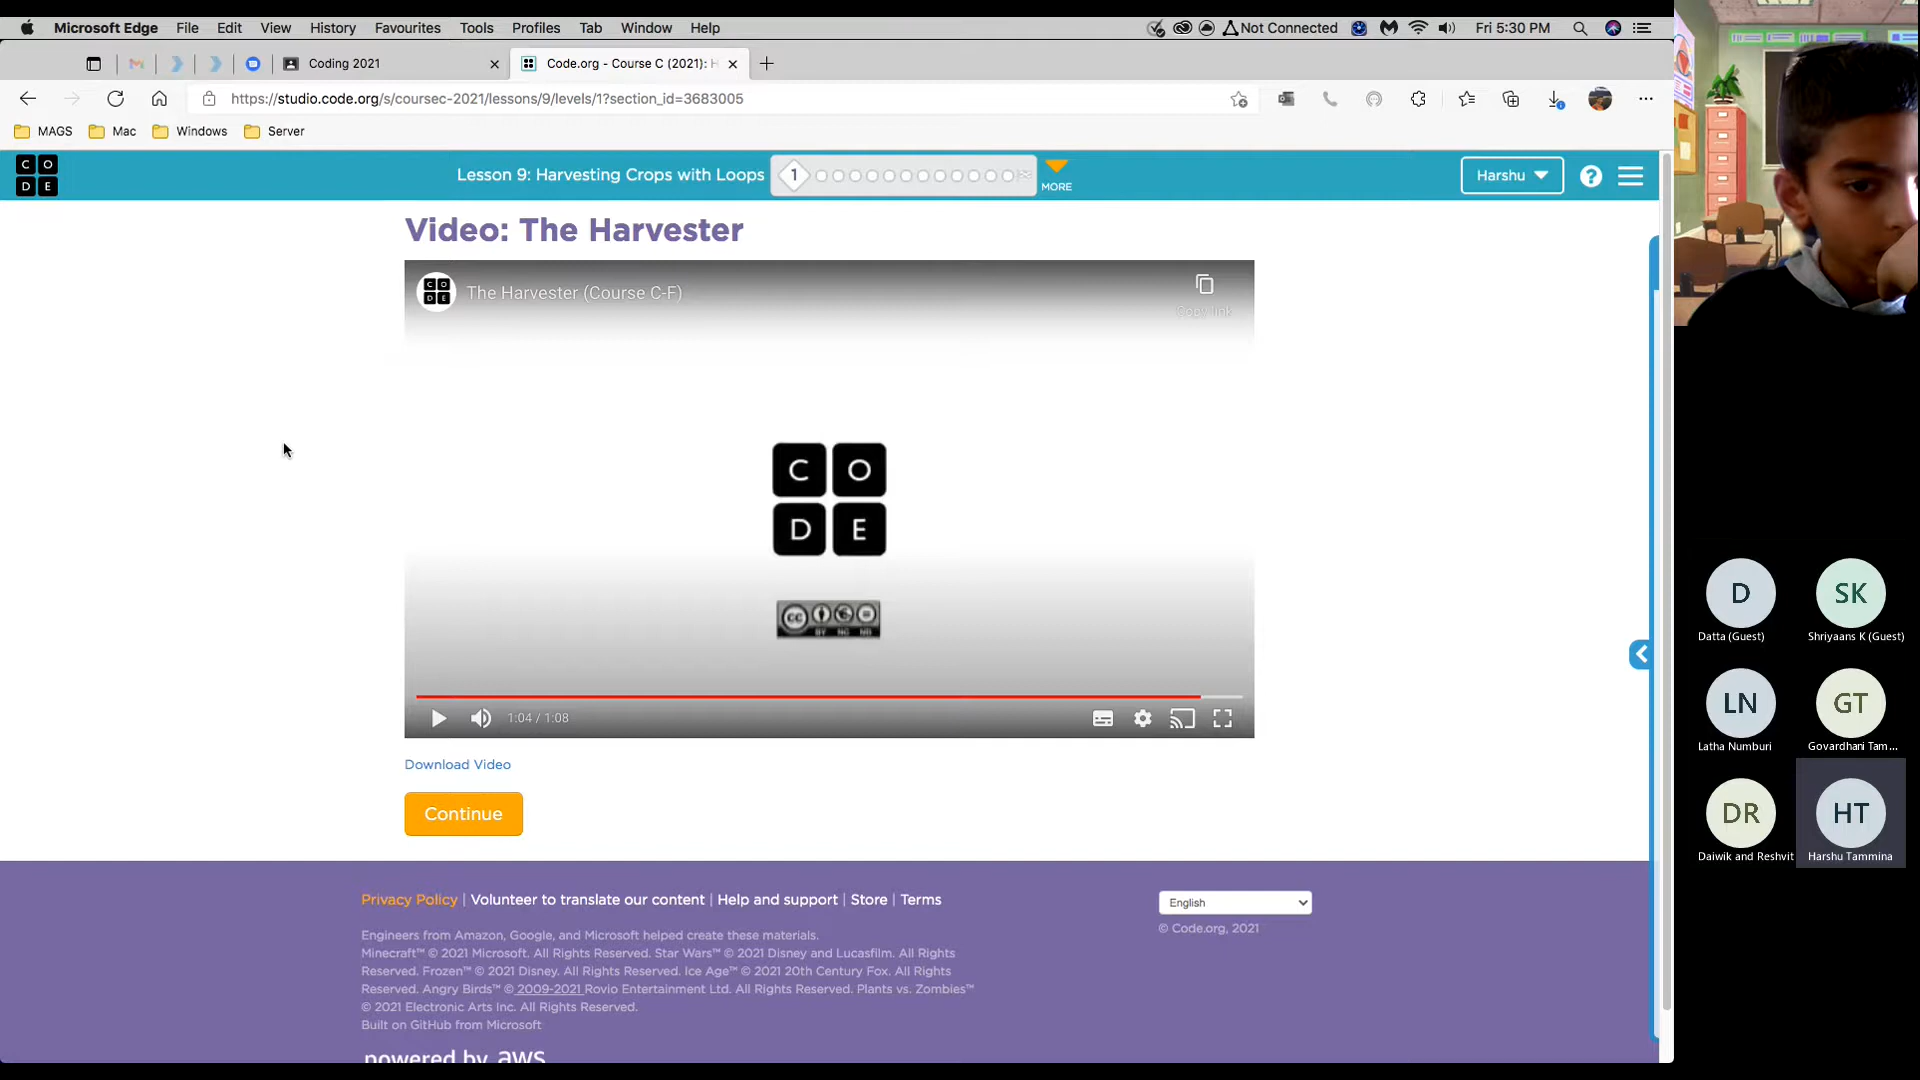 Microsoft Edge File Edit View History Favourites Tools Profiles Tab Window Help Not Connected Fri 5:30 PM
Coding 2021 Code.org - Course C (2021): H
https://studio.code.org/s/coursec-2021/lessons/9/levels/1?section_id=3683005
MAGS Mac Windows Server
C O
D E
Lesson 9: Harvesting Crops with Loops 1 MORE Harshu ?
Video: The Harvester
C O
D E
The Harvester (Course C-F)
Copy link
C O
D E
cc
BY NC ND
1:04 / 1:08
Download Video
Continue
Privacy Policy | Volunteer to translate our content | Help and support | Store | Terms
English
© Code.org, 2021
Engineers from Amazon, Google, and Microsoft helped create these materials.
Minecraft™ © 2021 Microsoft. All Rights Reserved. Star Wars™ © 2021 Disney and Lucasfilm. All Rights
Reserved. Frozen™ © 2021 Disney. All Rights Reserved. Ice Age™ © 2021 20th Century Fox. All Rights
Reserved. Angry Birds™ © 2009-2021 Rovio Entertainment Ltd. All Rights Reserved. Plants vs. Zombies™
© 2021 Electronic Arts Inc. All Rights Reserved.
Built on GitHub from Microsoft
powered by aws
D SK
Datta (Guest) Shriyaans K (Guest)
LN GT
Latha Numburi Govardhani Tam...
DR HT
Daiwik and Reshvit Harshu Tammina